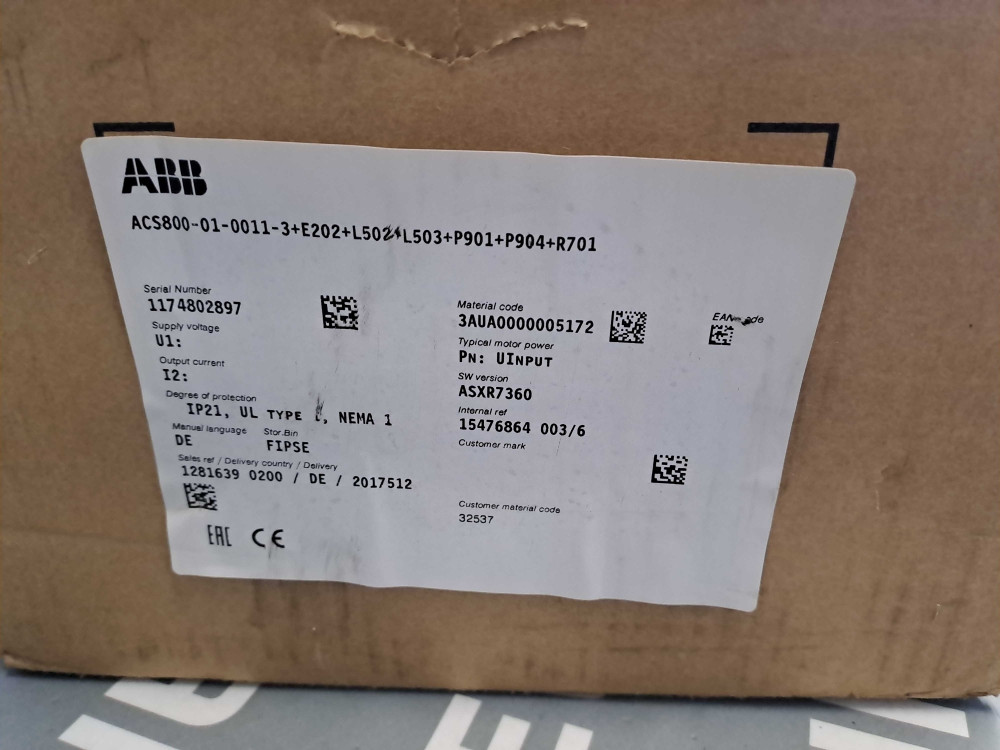 ABB
ACS800-01-0011-3+E202+L502+L503+P901+P904+R701
Serial Number
1174802897
Supply voltage
U1:
Output current
I2:
Degree of protection
IP21, UL TYPE 1, NEMA 1
Manual language Stor.Bin
DE FIPSE
Sales ref / Delivery country / Delivery
1281639 0200 / DE / 2017512
EAC CE
Material code
3AUA0000005172
EAN-code
Typical motor power
PN: UINPUT
SW version
ASXR7360
Internal ref
15476864 003/6
Customer mark
Customer material code
32537